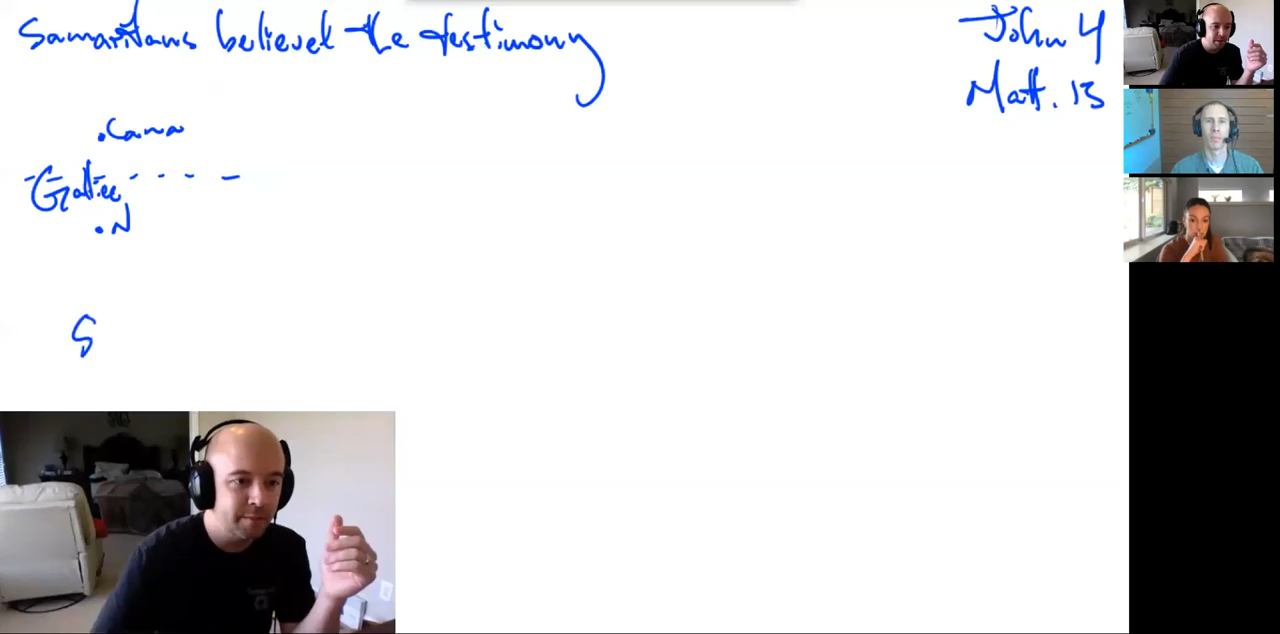 Samaritans believed the testimony
John 4
Matt. 13
.Cana
Galilee
.N
S